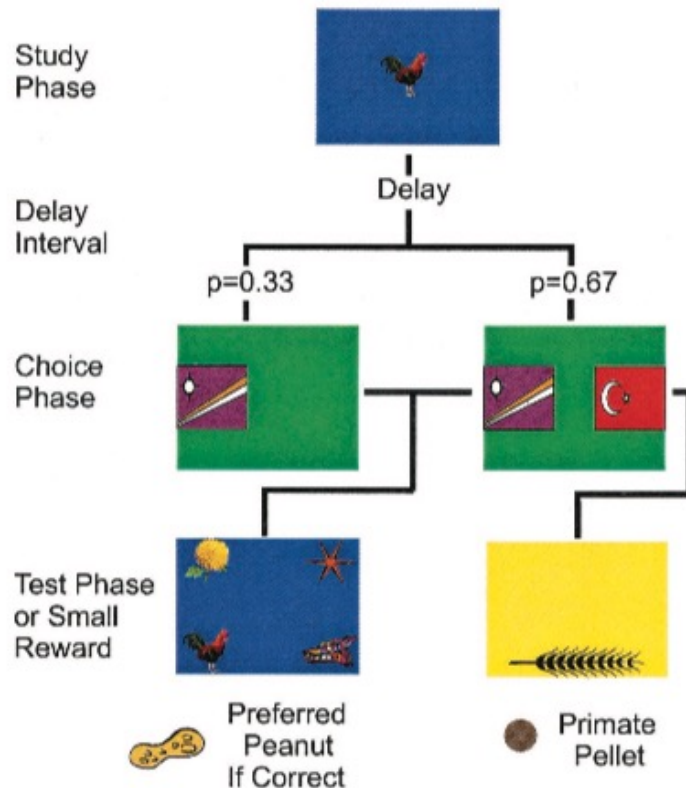 Study
Phase
Delay
Delay
Interval
p=0.33
p=0.67
Choice
Phase
Test Phase
or Small
Reward
Preferred
Peanut
If Correct
Primate
Pellet